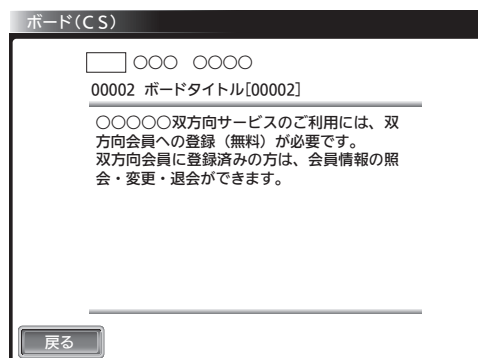 ボード(CS)
○○○ ○○○○
00002 ボードタイトル[00002]
○○○○○双方向サービスのご利用には、双
方向会員への登録（無料）が必要です。
双方向会員に登録済みの方は、会員情報の照
会・変更・退会ができます。
戻る